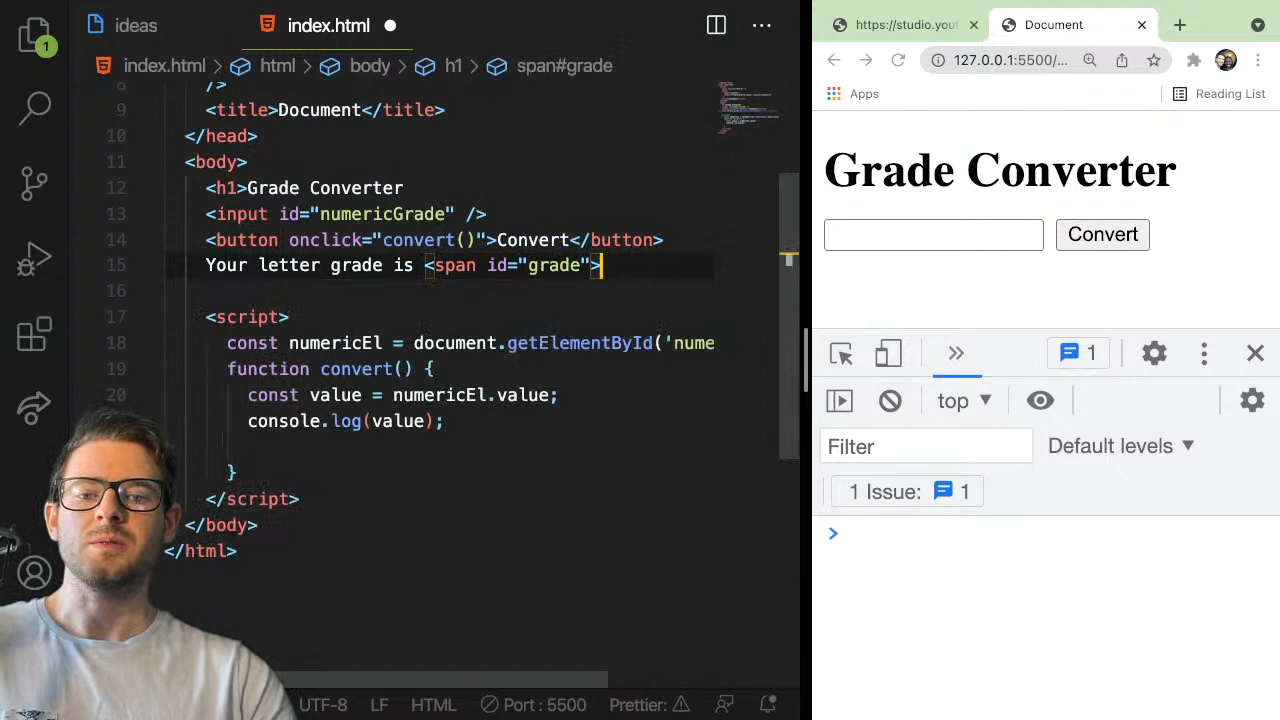 1
ideas
index.html
index.html > html > body > h1 > span#grade
8 />
9 <title>Document</title>
10 </head>
11 <body>
12 <h1>Grade Converter
13 <input id="numericGrade" />
14 <button onclick="convert()">Convert</button>
15 Your letter grade is <span id="grade">
16
17 <script>
18 const numericEl = document.getElementById('nume
19 function convert() {
20 const value = numericEl.value;
console.log(value);
}
</script>
</body>
</html>
UTF-8 LF HTML Port : 5500 Prettier:
https://studio.yout
Document
127.0.0.1:5500/...
Apps
Reading List
Grade Converter
Convert
1
top
Filter
Default levels
1 Issue: 1